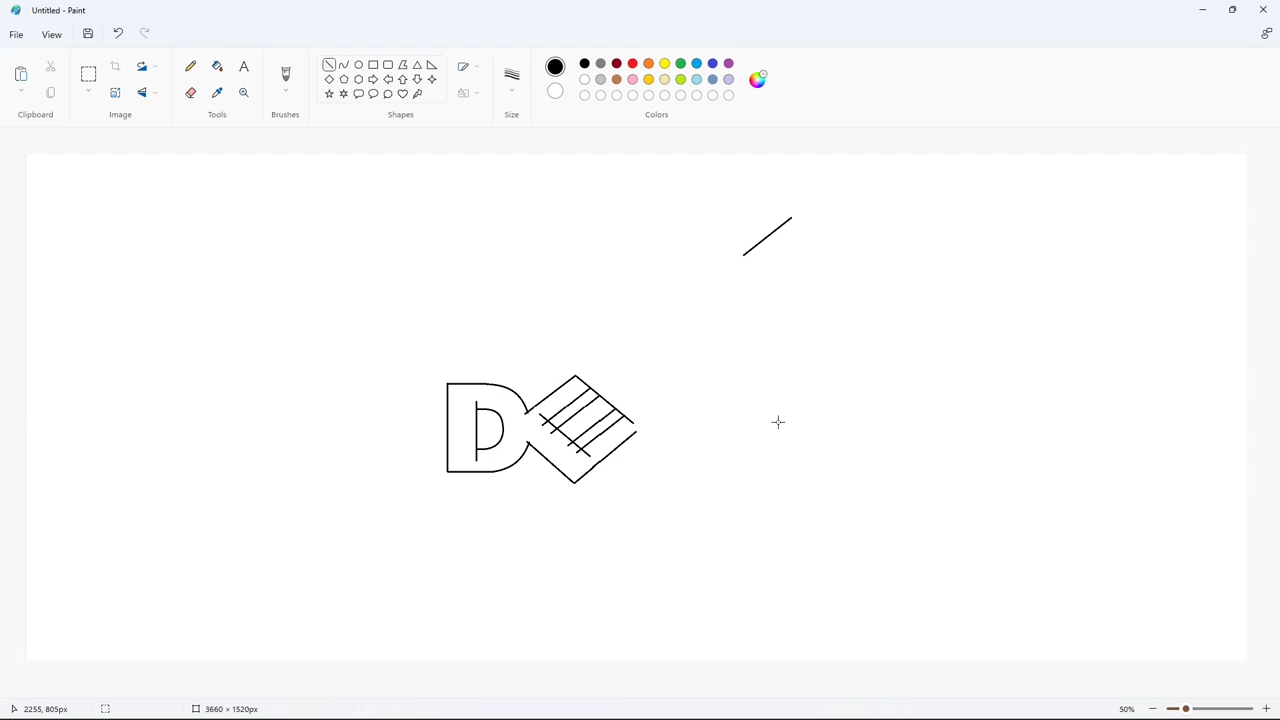 Untitled - Paint
File View
Clipboard Image Tools Brushes Shapes Size Colors
D
2255, 805px 3660 × 1520px 50%